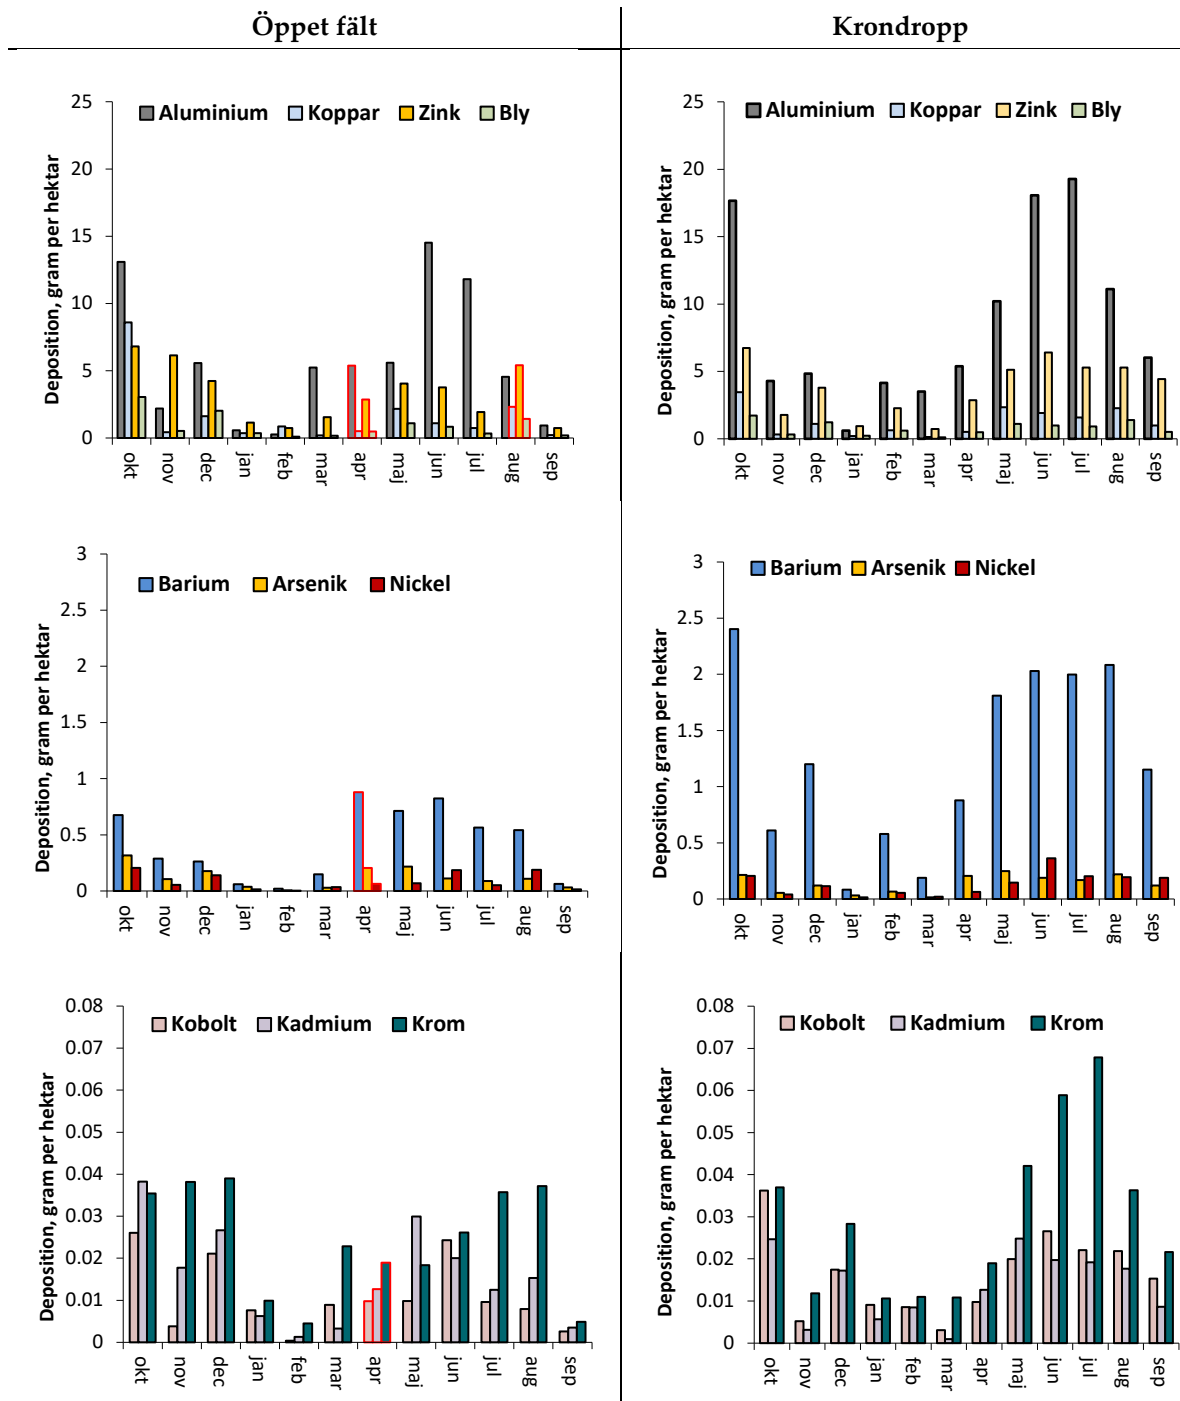 Öppet fält
Krondropp
Aluminium Koppar Zink Bly
Deposition, gram per hektar
25
20
15
10
5
0
okt nov dec jan feb mar apr maj jun jul aug sep
Aluminium Koppar Zink Bly
Deposition, gram per hektar
25
20
15
10
5
0
okt nov dec jan feb mar apr maj jun jul aug sep
Barium Arsenik Nickel
Deposition, gram per hektar
3
2.5
2
1.5
1
0.5
0
okt nov dec jan feb mar apr maj jun jul aug sep
Barium Arsenik Nickel
Deposition, gram per hektar
3
2.5
2
1.5
1
0.5
0
okt nov dec jan feb mar apr maj jun jul aug sep
Kobolt Kadmium Krom
Deposition, gram per hektar
0.08
0.07
0.06
0.05
0.04
0.03
0.02
0.01
0
okt nov dec jan feb mar apr maj jun jul aug sep
Kobolt Kadmium Krom
Deposition, gram per hektar
0.08
0.07
0.06
0.05
0.04
0.03
0.02
0.01
0
okt nov dec jan feb mar apr maj jun jul aug sep